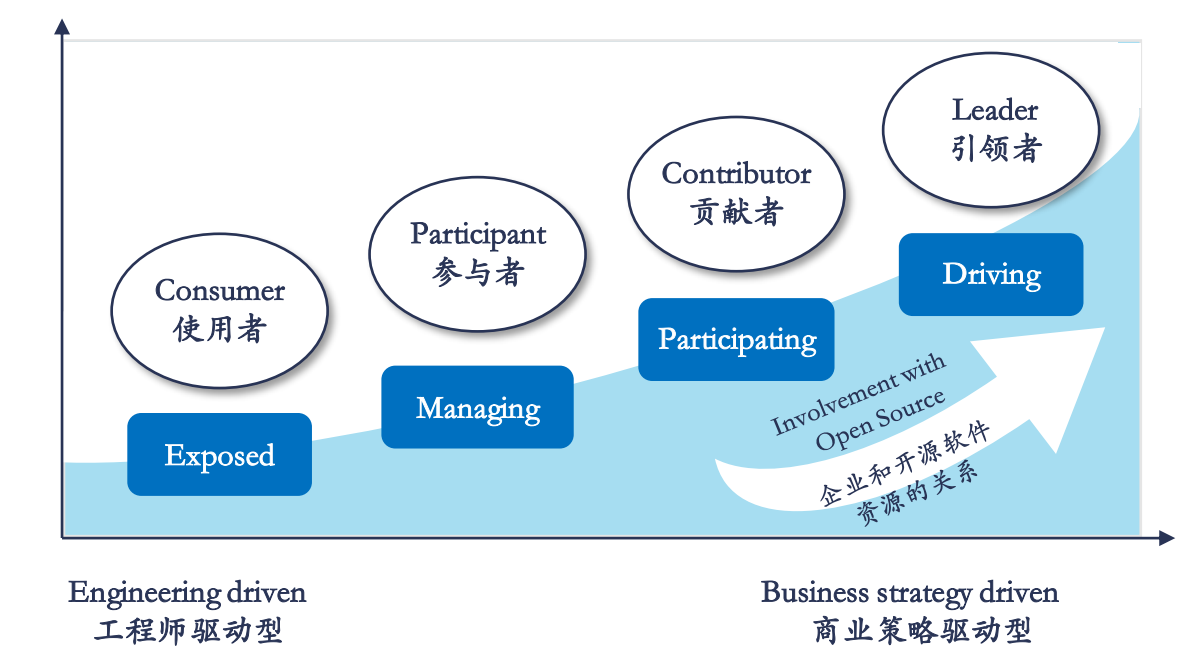 Leader
引领者
Contributor
贡献者
Participant
参与者
Consumer
使用者
Driving
Participating
Managing
Exposed
Involvement with
Open Source
企业和开源软件
资源的关系
Engineering driven
工程师驱动型
Business strategy driven
商业策略驱动型